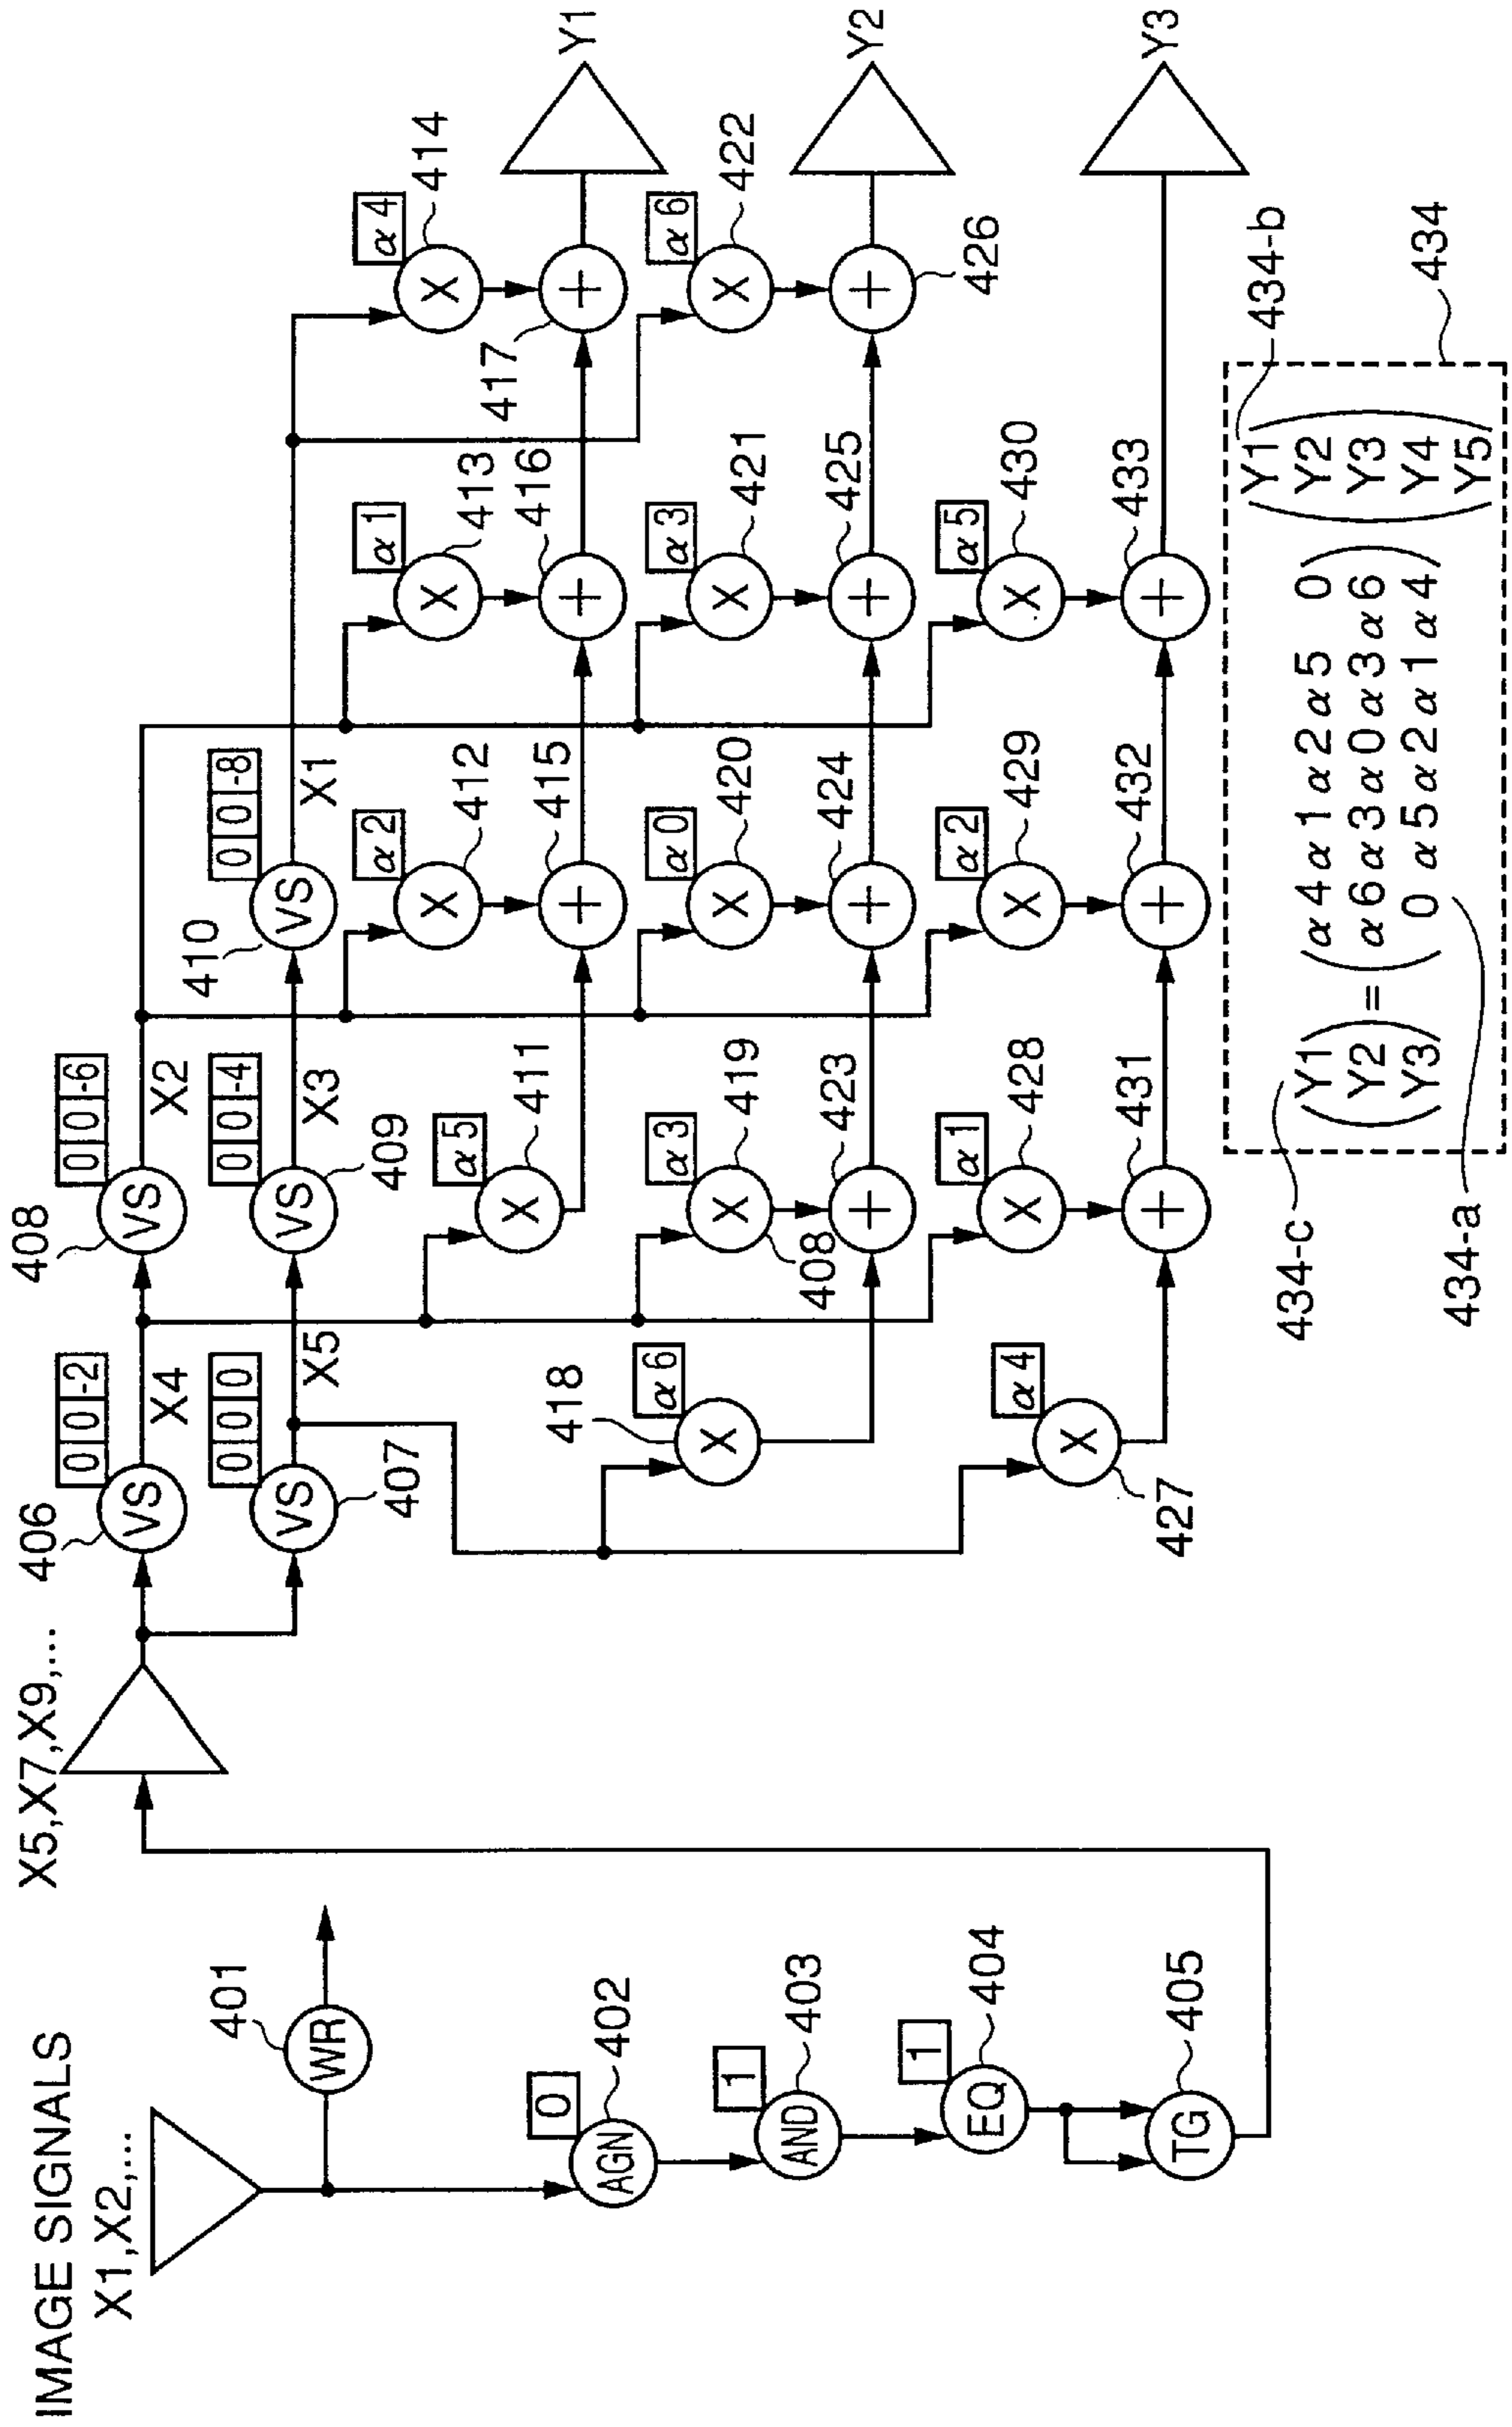 IMAGE SIGNALS
X1,X2,...
401
WR
0
AGN
402
1
AND
403
1
EQ
404
TG
405
X5,X7,X9,...
406
VS
0 0 -2
X4
VS
0 0 0
X5
407
408
VS
0 0 -6
X2
VS
0 0 -4
X3
409
410
VS
0 0 -8
X1
α5
X
411
α2
X
412
α1
X
413
α4
X
414
+
415
+
416
+
417
Y1
418
α6
X
α3
X
419
408
α0
X
420
α3
X
421
α6
X
422
+
423
+
424
+
425
+
426
Y2
α4
X
427
α1
X
428
α2
X
429
α5
X
430
+
431
+
432
+
433
Y3
434-c
434-b
434
434-a
(Y1 Y2 Y3) = (α4 α1 α2 α5 0
α6 α3 α0 α3 α6
0 α5 α2 α1 α4)
(Y1
Y2
Y3
Y4
Y5)